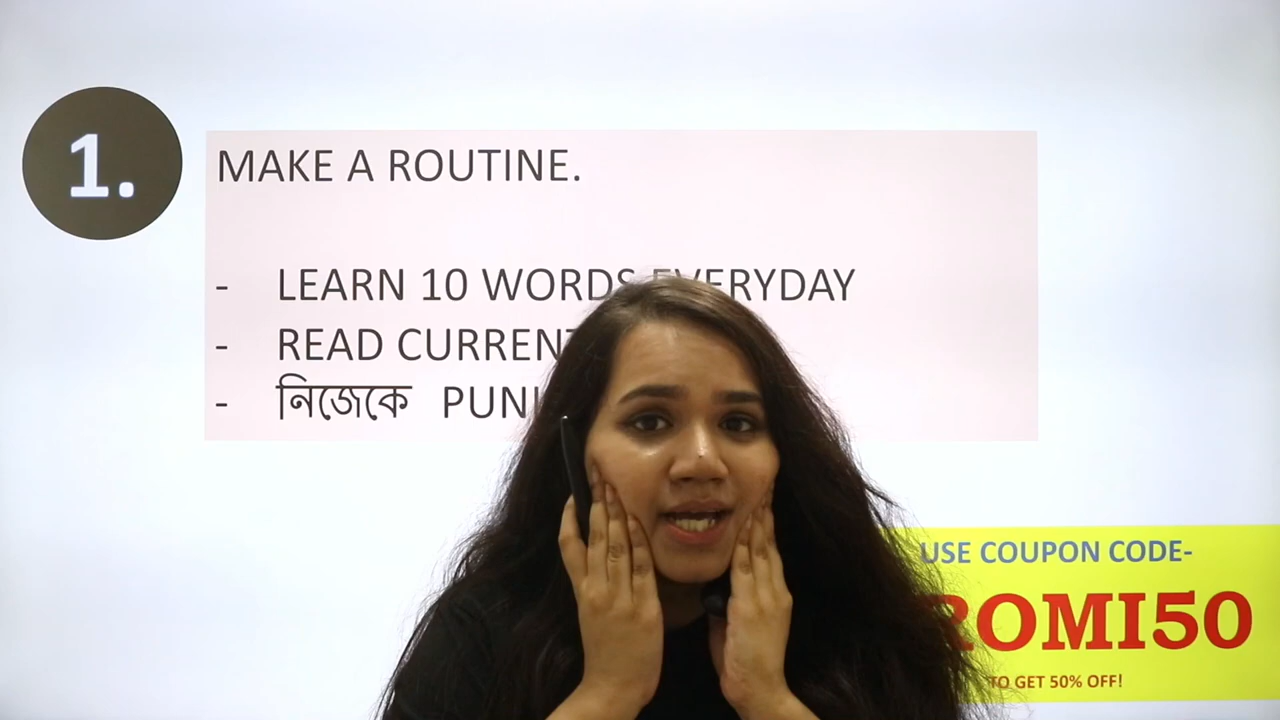 1.
MAKE A ROUTINE.
- LEARN 10 WORDS EVERYDAY
- READ CURRENT
- নিজেকে
USE COUPON CODE-
ROMI50
TO GET 50% OFF!